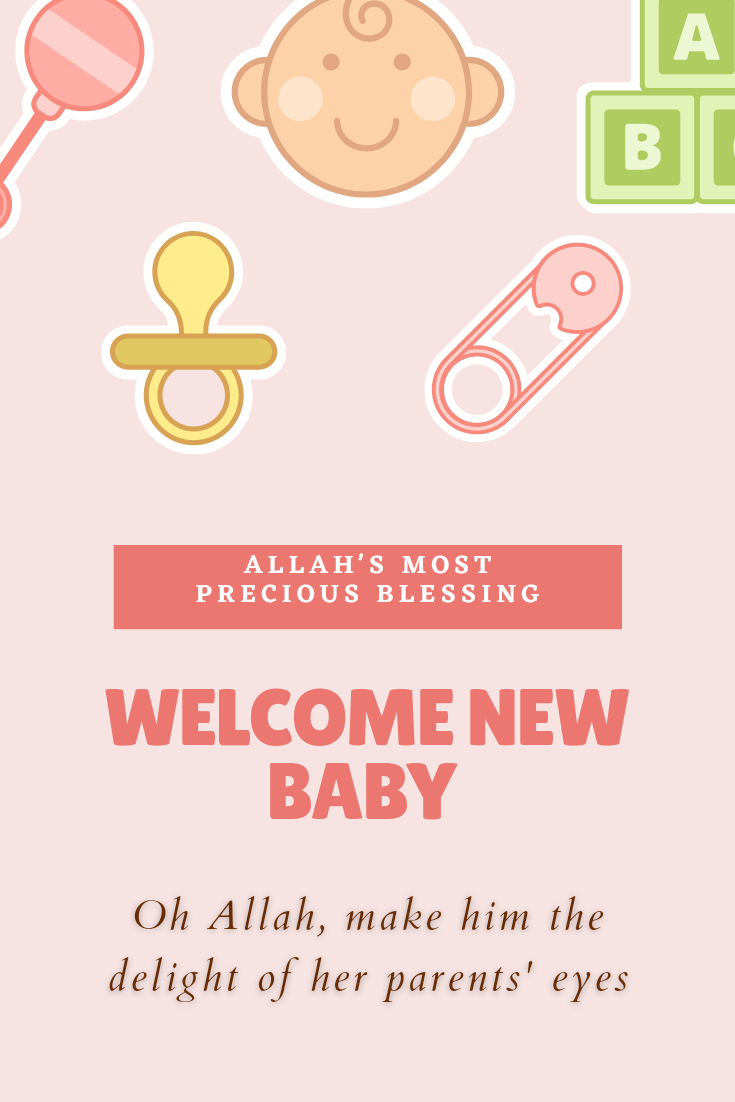 A
B
ALLAH'S MOST
PRECIOUS BLESSING
WELCOME NEW
BABY
Oh Allah, make him the
delight of her parents' eyes